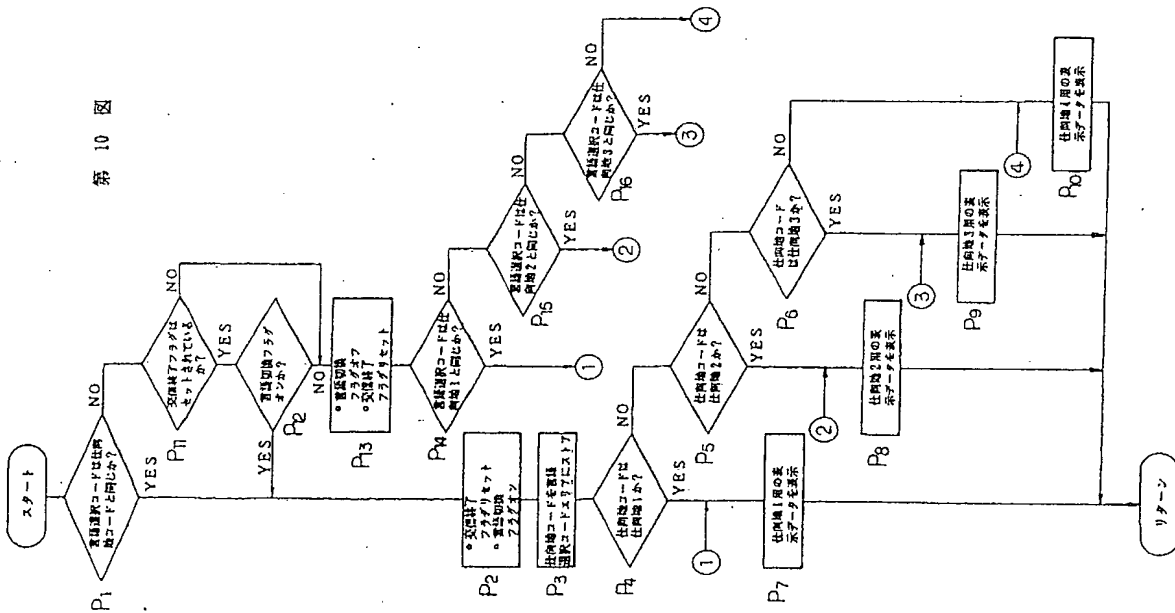 第 10 図
スタート
言語選択コードは仕向
地コードと同じか?
P1
NO
YES
交信終了フラグは
セットされている
か?
P11
NO
YES
言語切換フラグ
オンか?
P12
YES
NO
° 言語切換
フラグオフ
° 交信終了
フラグリセット
P13
言語選択コードは仕
向地1と同じか?
P14
NO
YES
①
言語選択コードは仕
向地2と同じか?
P15
NO
YES
②
言語選択コードは仕
向地3と同じか?
P16
NO
YES
③
④
° 交信終了
フラグリセット
° 言語切換
フラグオン
P2
仕向地コードを言語
選択コードエリアにストア
P3
仕向地コードは
仕向地1か?
P4
NO
YES
①
仕向地1用の表
示データを表示
P7
仕向地コードは
仕向地2か?
P5
NO
YES
②
仕向地2用の表
示データを表示
P8
仕向地コード
は仕向地3か?
P6
NO
YES
③
仕向地3用の表
示データを表示
P9
④
仕向地4用の表
示データを表示
P10
リターン